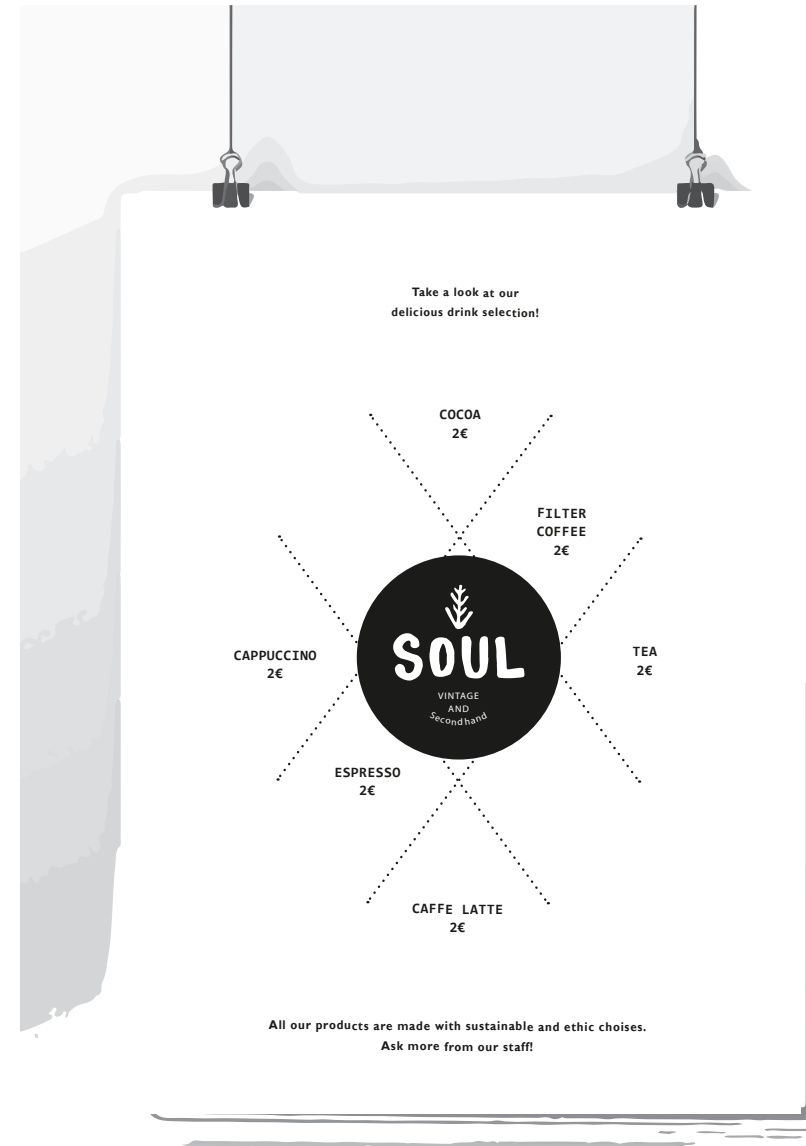 Take a look at our
delicious drink selection!
COCOA
2€
FILTER
COFFEE
2€
CAPPUCCINO
2€
TEA
2€
SOUL
VINTAGE
AND
Secondhand
ESPRESSO
2€
CAFFE LATTE
2€
All our products are made with sustainable and ethic choises.
Ask more from our staff!